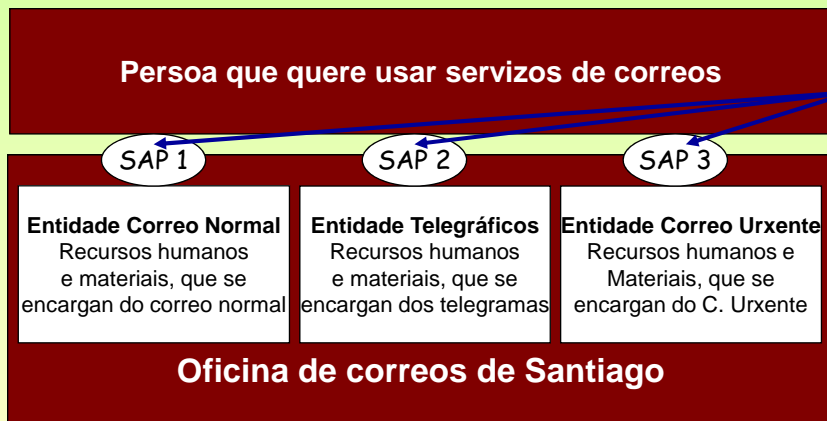 Persoa que quere usar servizos de correos
SAP 1
SAP 2
SAP 3
Entidade Correo Normal
Recursos humanos
e materiais, que se
encargan do correo normal
Entidade Telegráficos
Recursos humanos
e materiais, que se
encargan dos telegramas
Entidade Correo Urxente
Recursos humanos e
Materiais, que se
encargan do C. Urxente
Oficina de correos de Santiago